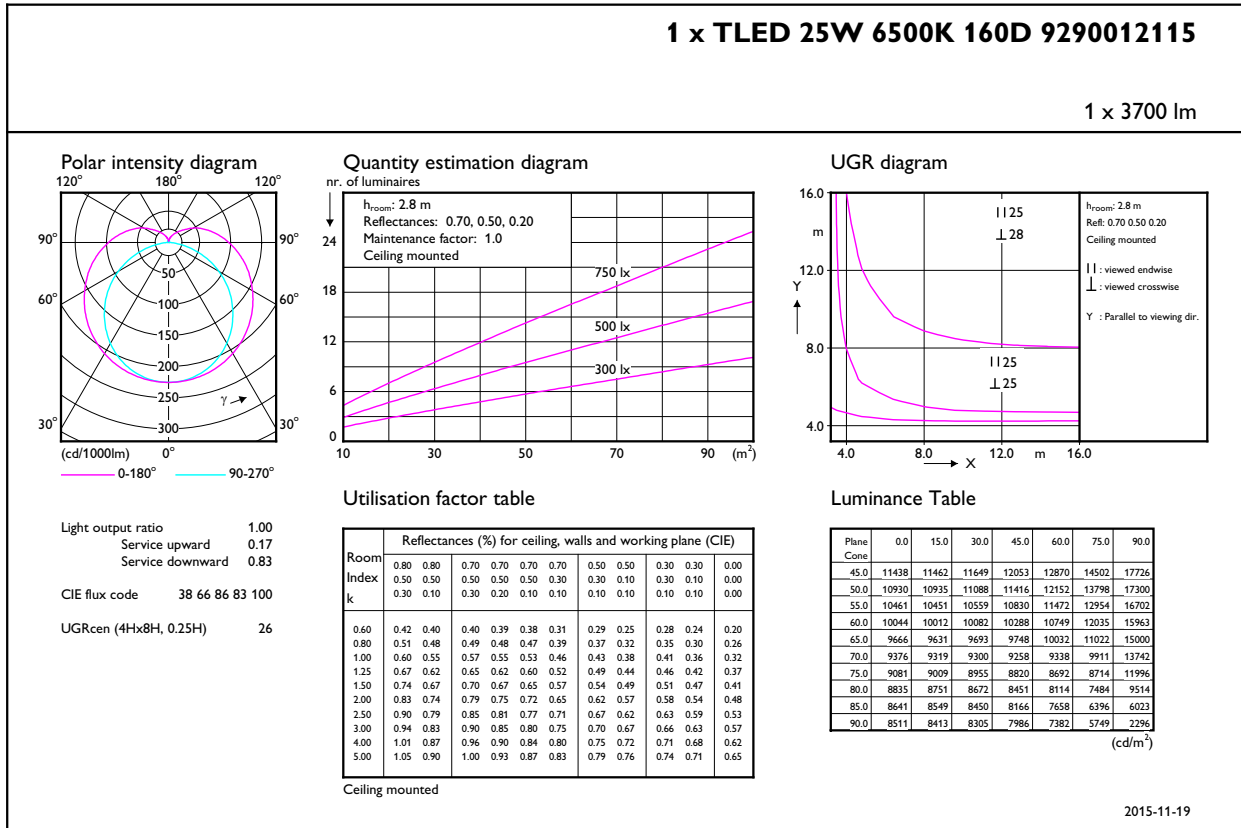 1 x TLED 25W 6500K 160D 9290012115
1 x 3700 lm
Polar intensity diagram
120° 180° 120°
90° 90°
50
60° 100 60°
150
200
250
γ
30° 300 30°
(cd/1000lm) 0°
0-180° 90-270°
Light output ratio 1.00
Service upward 0.17
Service downward 0.83
CIE flux code 38 66 86 83 100
UGRcen (4Hx8H, 0.25H) 26
Quantity estimation diagram
nr. of luminaires
h room: 2.8 m
Reflectances: 0.70, 0.50, 0.20
Maintenance factor: 1.0
Ceiling mounted
24
750 lx
18
500 lx
12
300 lx
6
0
10 30 50 70 90 (m²)
UGR diagram
16.0
m
12.0
Y
8.0
4.0
4.0 8.0 12.0 m 16.0
X
||25
⊥28
||25
⊥25
h room: 2.8 m
Refl: 0.70 0.50 0.20
Ceiling mounted
|| : viewed endwise
⊥ : viewed crosswise
Y : Parallel to viewing dir.
Utilisation factor table
Room Index k
Reflectances (%) for ceiling, walls and working plane (CIE)
0.80 0.80 0.70 0.70 0.70 0.70 0.50 0.50 0.30 0.30 0.00
0.50 0.50 0.50 0.50 0.50 0.30 0.30 0.10 0.30 0.10 0.00
0.30 0.10 0.30 0.20 0.10 0.10 0.10 0.10 0.10 0.10 0.00
0.60 0.42 0.40 0.40 0.39 0.38 0.31 0.29 0.25 0.28 0.24 0.20
0.80 0.51 0.48 0.49 0.48 0.47 0.39 0.37 0.32 0.35 0.30 0.26
1.00 0.60 0.55 0.57 0.55 0.53 0.46 0.43 0.38 0.41 0.36 0.32
1.25 0.67 0.62 0.65 0.62 0.60 0.52 0.49 0.44 0.46 0.42 0.37
1.50 0.74 0.67 0.70 0.67 0.65 0.57 0.54 0.49 0.51 0.47 0.41
2.00 0.83 0.74 0.79 0.75 0.72 0.65 0.62 0.57 0.58 0.54 0.48
2.50 0.90 0.79 0.85 0.81 0.77 0.71 0.67 0.62 0.63 0.59 0.53
3.00 0.94 0.83 0.90 0.85 0.80 0.75 0.70 0.67 0.66 0.63 0.57
4.00 1.01 0.87 0.96 0.90 0.84 0.80 0.75 0.72 0.71 0.68 0.62
5.00 1.05 0.90 1.00 0.93 0.87 0.83 0.79 0.76 0.74 0.71 0.65
Ceiling mounted
Luminance Table
Plane 0.0 15.0 30.0 45.0 60.0 75.0 90.0
Cone
45.0 11438 11462 11649 12053 12870 14502 17726
50.0 10930 10935 11088 11416 12152 13798 17300
55.0 10461 10451 10559 10830 11472 12954 16702
60.0 10044 10012 10082 10288 10749 12035 15963
65.0 9666 9631 9693 9748 10032 11022 15000
70.0 9376 9319 9300 9258 9338 9911 13742
75.0 9081 9009 8955 8820 8692 8714 11996
80.0 8835 8751 8672 8451 8114 7484 9514
85.0 8641 8549 8450 8166 7658 6396 6023
90.0 8511 8413 8305 7986 7382 5749 2296
(cd/m²)
2015-11-19